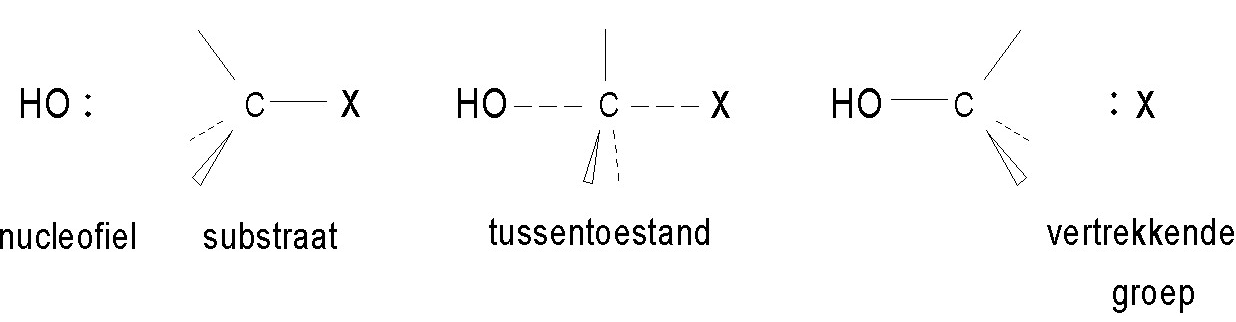 HO : C X HO C X HO C : X
nucleofiel substraat tussentoestand vertrekkende
groep